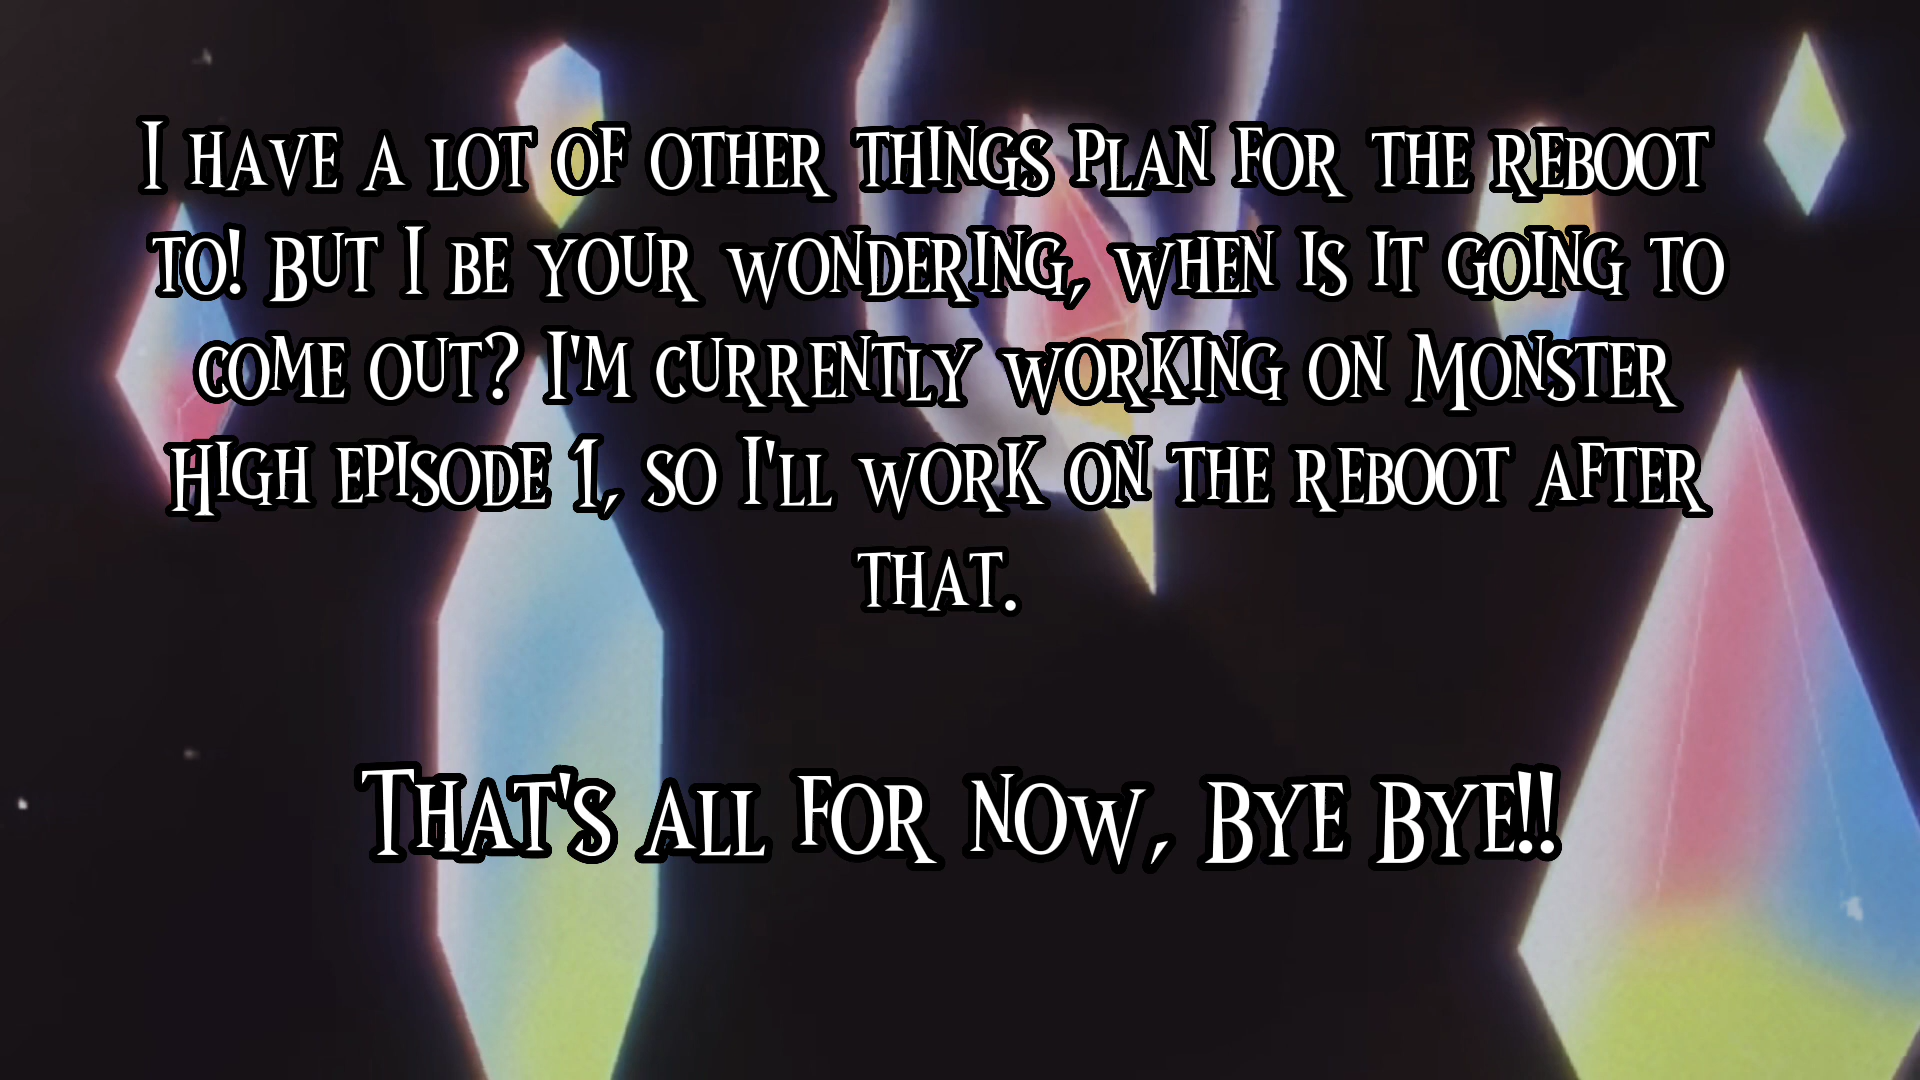 I have a lot of other things plan for the reboot
to! But I be your wondering, when is it going to
come out? I'm currently working on Monster
High episode 1, so I'll work on the reboot after
that.
That's all for now, Bye Bye!!